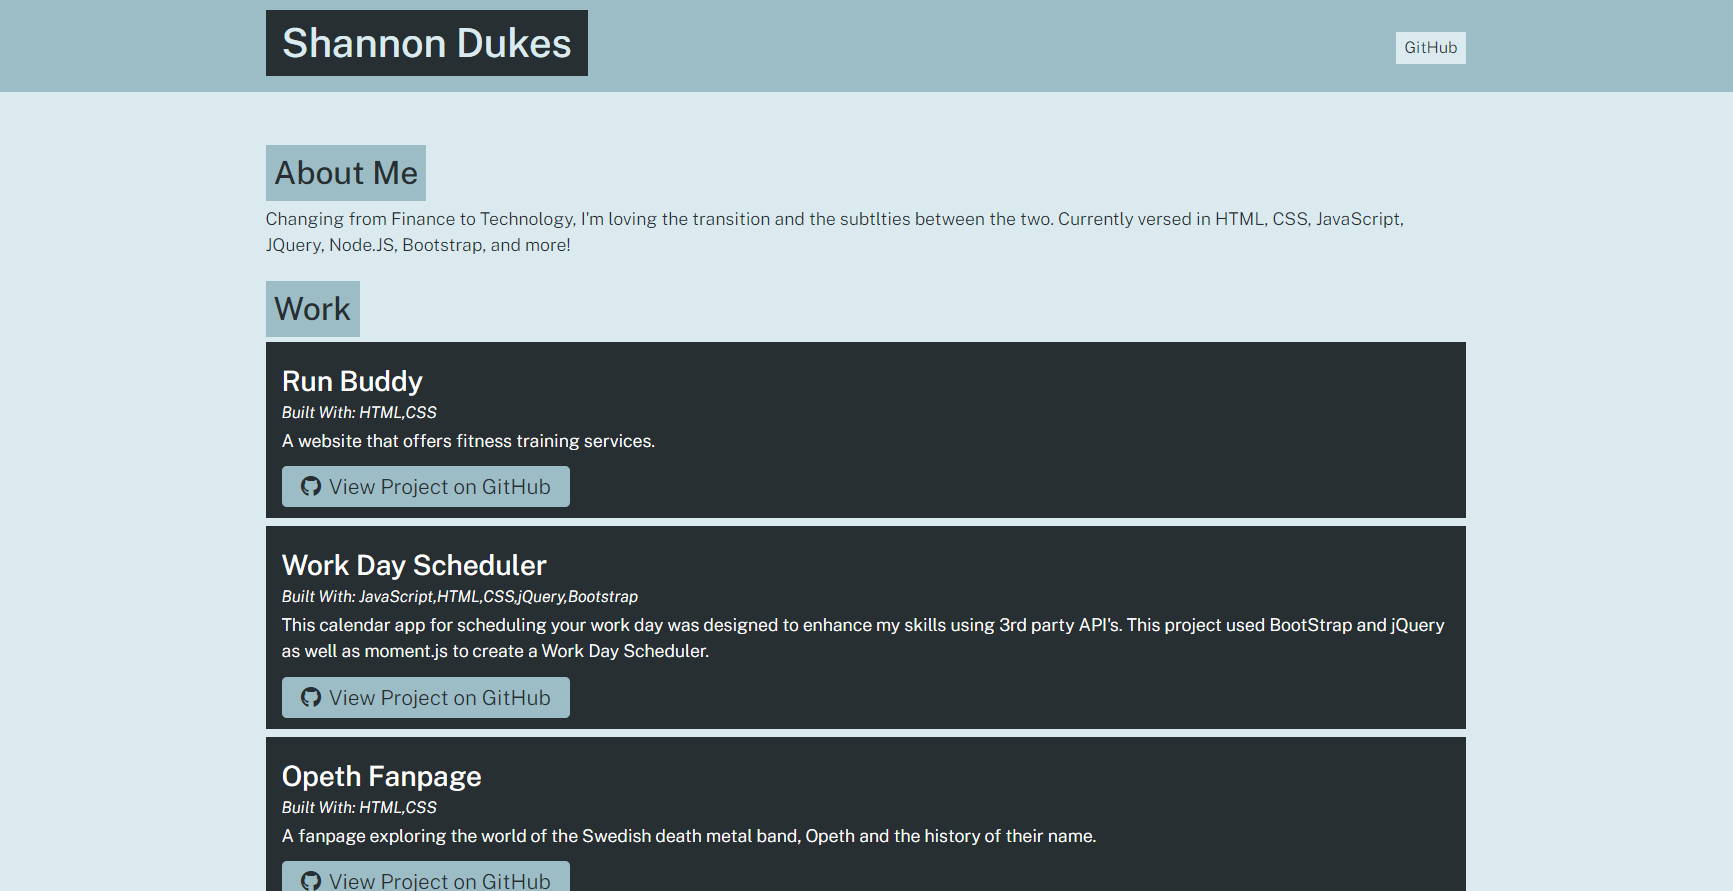 Shannon Dukes
GitHub
About Me
Changing from Finance to Technology, I'm loving the transition and the subtlties between the two. Currently versed in HTML, CSS, JavaScript,
JQuery, Node.JS, Bootstrap, and more!
Work
Run Buddy
Built With: HTML,CSS
A website that offers fitness training services.
View Project on GitHub
Work Day Scheduler
Built With: JavaScript,HTML,CSS,jQuery,Bootstrap
This calendar app for scheduling your work day was designed to enhance my skills using 3rd party API's. This project used BootStrap and jQuery
as well as moment.js to create a Work Day Scheduler.
View Project on GitHub
Opeth Fanpage
Built With: HTML,CSS
A fanpage exploring the world of the Swedish death metal band, Opeth and the history of their name.
View Project on GitHub